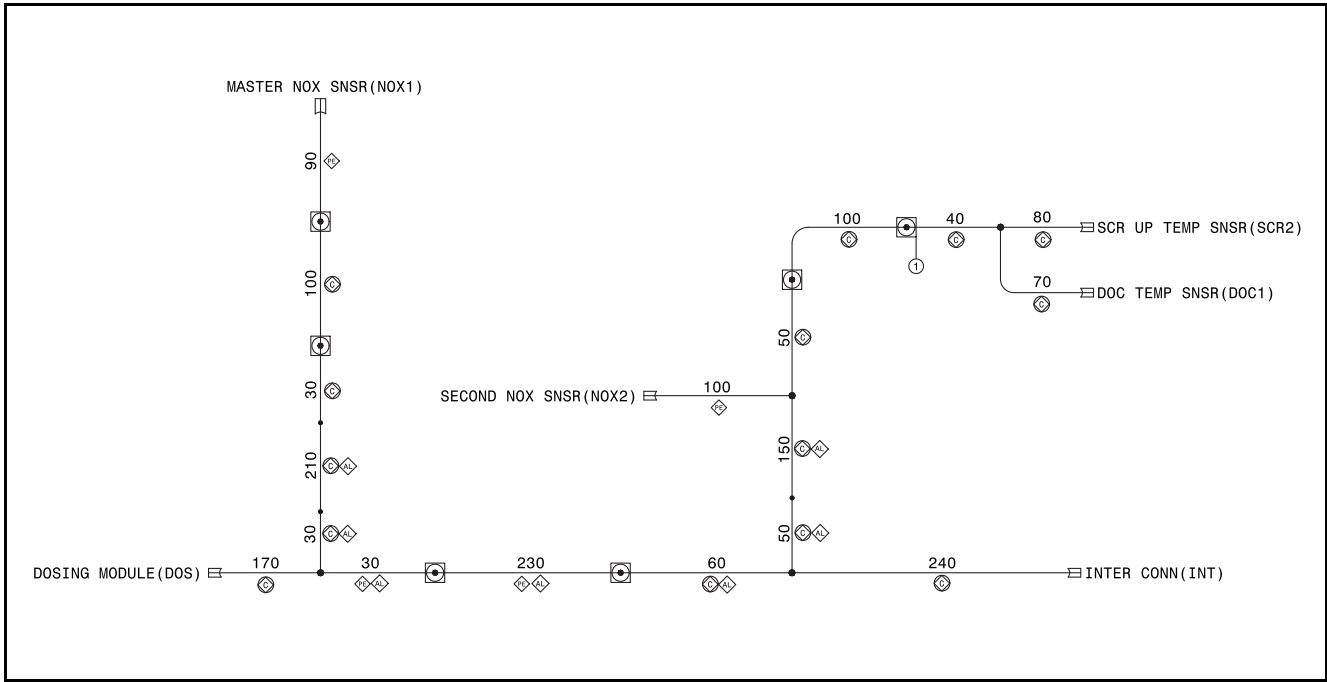 MASTER NOX SNSR(NOX1)
90
PE
100
C
30
C
210
C AL
30
C AL
100
C
40
C
80
C
SCR UP TEMP SNSR(SCR2)
1
70
C
DOC TEMP SNSR(DOC1)
50
C
SECOND NOX SNSR(NOX2)
100
PE
150
C AL
50
C AL
DOSING MODULE(DOS)
170
C
30
PE AL
230
PE AL
60
C AL
240
C
INTER CONN(INT)